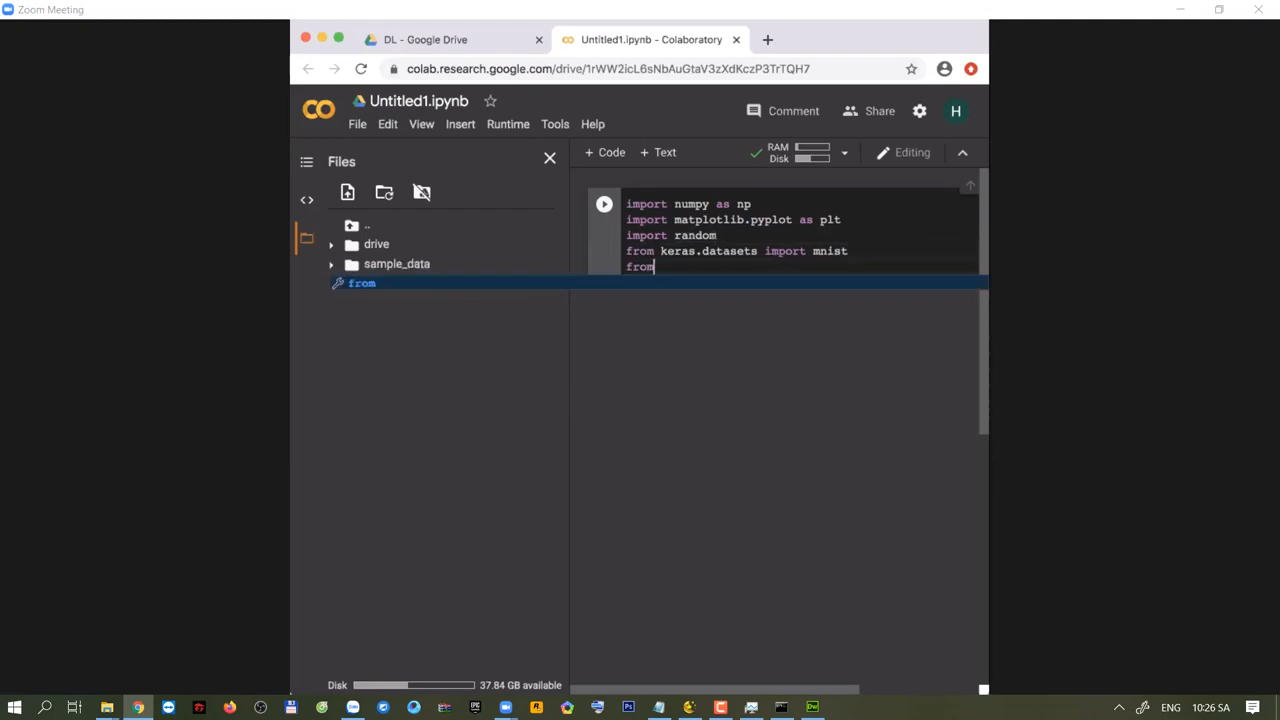 Zoom Meeting
DL - Google Drive
Untitled1.ipynb - Colaboratory
colab.research.google.com/drive/1rWW2icL6sNbAuGtaV3zXdKczP3TrTQH7
Untitled1.ipynb
Comment
Share
H
File Edit View Insert Runtime Tools Help
Files
+ Code + Text
RAM
Disk
Editing
..
drive
sample_data
import numpy as np
import matplotlib.pyplot as plt
import random
from keras.datasets import mnist
from
from
Disk
37.84 GB available
ENG
10:26 SA